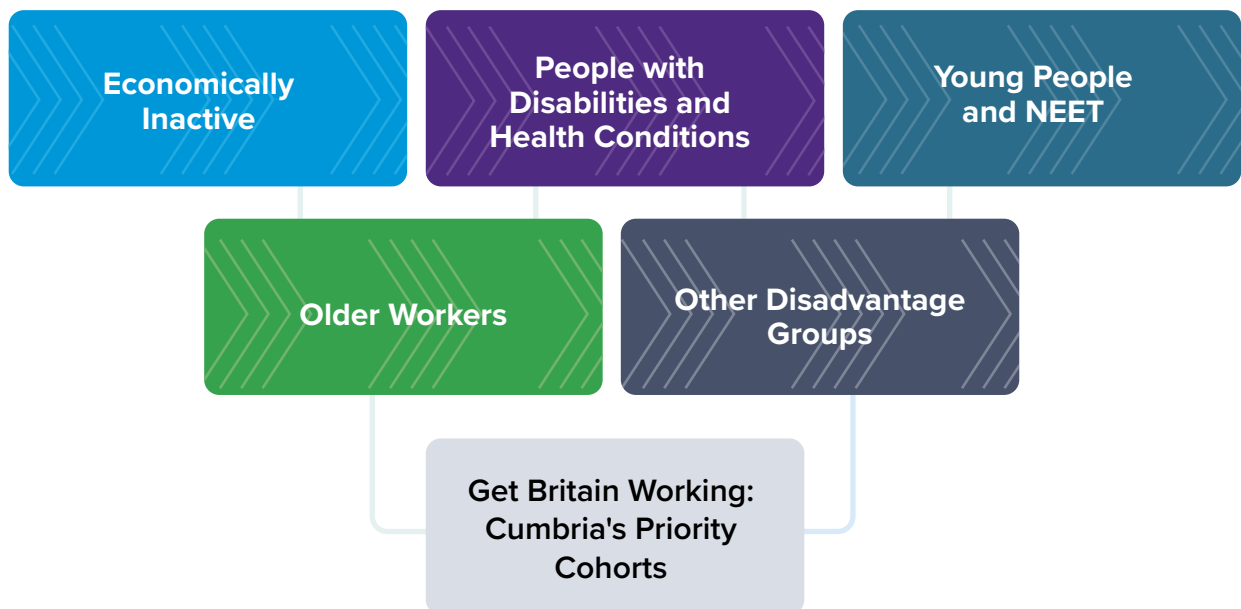 Economically
Inactive
People with
Disabilities and
Health Conditions
Young People
and NEET
Older Workers
Other Disadvantage
Groups
Get Britain Working:
Cumbria's Priority
Cohorts